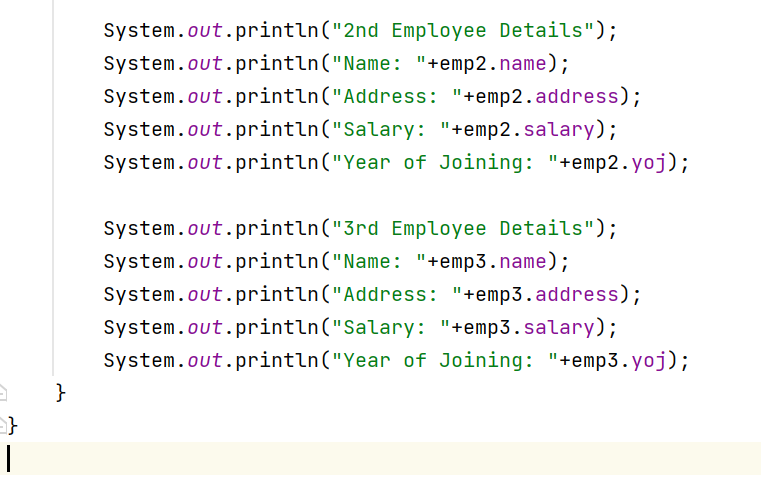 System.out.println("2nd Employee Details");
System.out.println("Name: "+emp2.name);
System.out.println("Address: "+emp2.address);
System.out.println("Salary: "+emp2.salary);
System.out.println("Year of Joining: "+emp2.yoj);
System.out.println("3rd Employee Details");
System.out.println("Name: "+emp3.name);
System.out.println("Address: "+emp3.address);
System.out.println("Salary: "+emp3.salary);
System.out.println("Year of Joining: "+emp3.yoj);
}
}